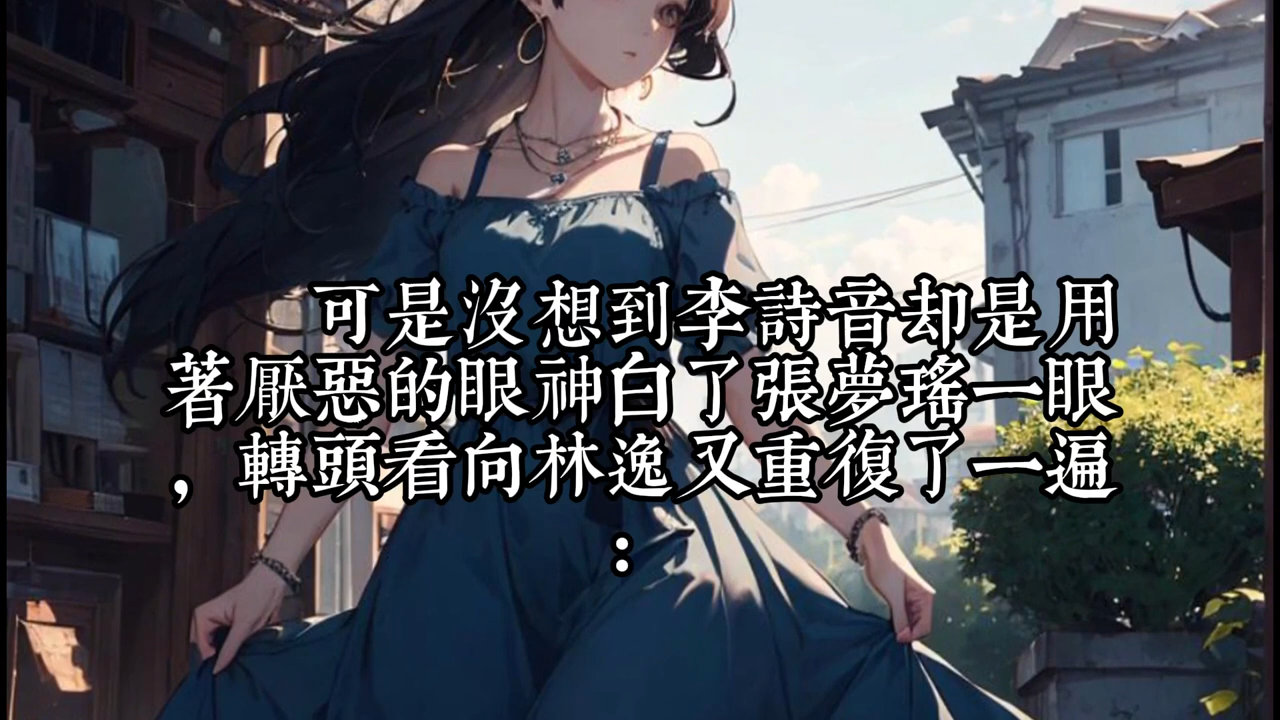 可是沒想到李詩音却是用
著厭惡的眼神白了張夢瑤一眼
，轉頭看向林逸又重復了一遍
：